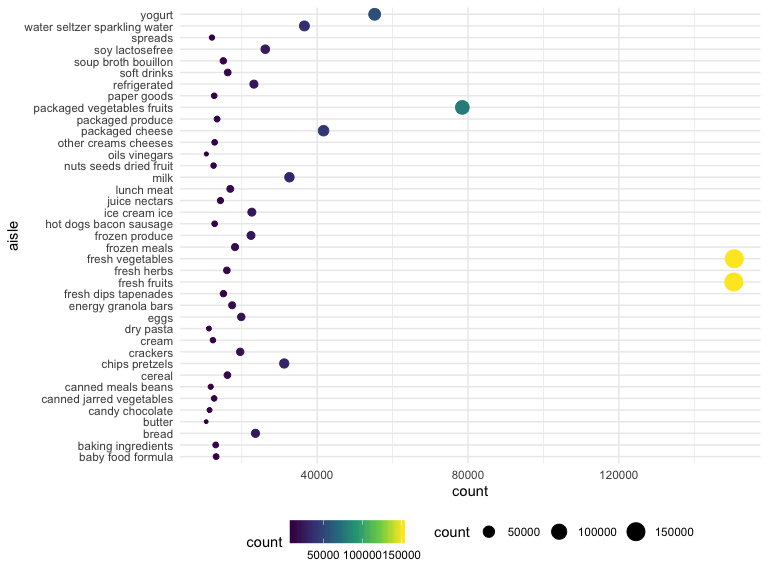 yogurt
water seltzer sparkling water
spreads
soy lactosefree
soup broth bouillon
soft drinks
refrigerated
paper goods
packaged vegetables fruits
packaged produce
packaged cheese
other creams cheeses
oils vinegars
nuts seeds dried fruit
milk
lunch meat
juice nectars
ice cream ice
hot dogs bacon sausage
frozen produce
frozen meals
fresh vegetables
fresh herbs
fresh fruits
fresh dips tapenades
energy granola bars
eggs
dry pasta
cream
crackers
chips pretzels
cereal
canned meals beans
canned jarred vegetables
candy chocolate
butter
bread
baking ingredients
baby food formula
aisle
40000 80000 120000
count
count
50000 100000 150000
count 50000 100000 150000